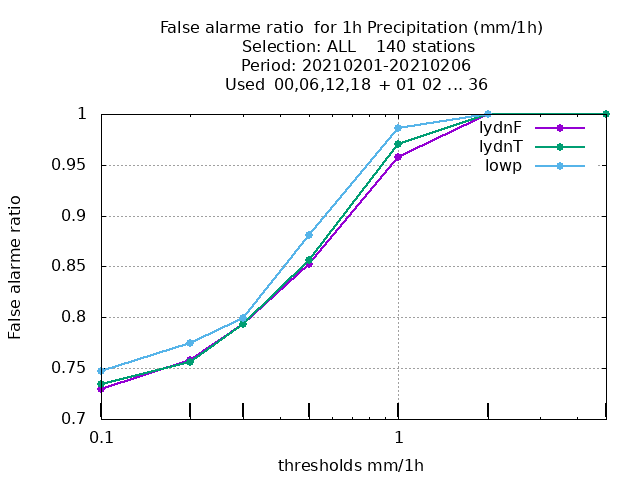 False alarme ratio  for 1h Precipitation (mm/1h)
Selection: ALL    140 stations
Period: 20210201-20210206
Used  00,06,12,18  + 01 02 ... 36
1
0.95
0.9
0.85
0.8
0.75
0.7
False alarme ratio
lydnF
lydnT
lowp
0.1
1
thresholds mm/1h